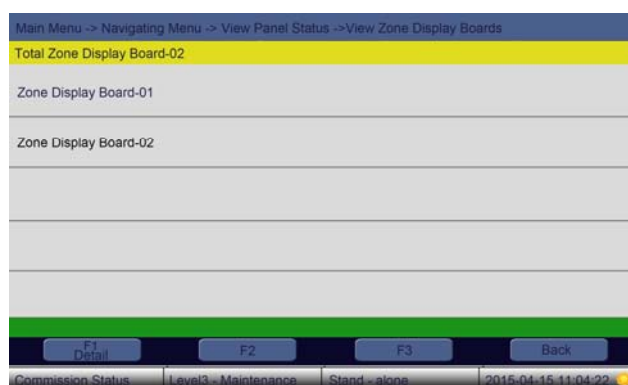 Main Menu -> Navigating Menu -> View Panel Status ->View Zone Display Boards
Total Zone Display Board-02
Zone Display Board-01
Zone Display Board-02
F1
Detail
F2
F3
Back
Commission Status
Level3 - Maintenance
Stand - alone
2015-04-15 11:04:22